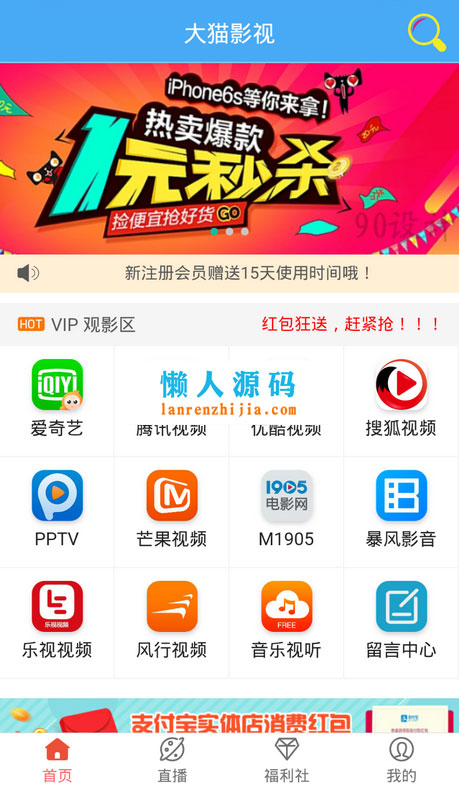 大猫影视
iPhone6s等你来拿!
热卖爆款
1元秒杀
捡便宜抢好货GO
90设计
新注册会员赠送15天使用时间哦！
HOT VIP 观影区 红包狂送，赶紧抢！！！
懒人源码
lanrenzhijia.com
iQIYI
爱奇艺 腾讯视频 优酷视频 搜狐视频
1905
电影网
PPTV 芒果视频 M1905 暴风影音
乐视视频 FREE
乐视视频 风行视频 音乐视听 留言中心
支付宝实体店消费红包
首页 直播 福利社 我的